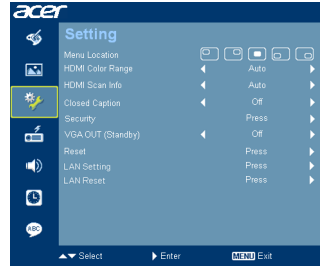 acer
Setting
Menu Location
HDMI Color Range Auto
HDMI Scan Info Auto
Closed Caption Off
Security Press
VGA OUT (Standby) Off
Reset Press
LAN Setting Press
LAN Reset Press
ABC
Select Enter MENU Exit